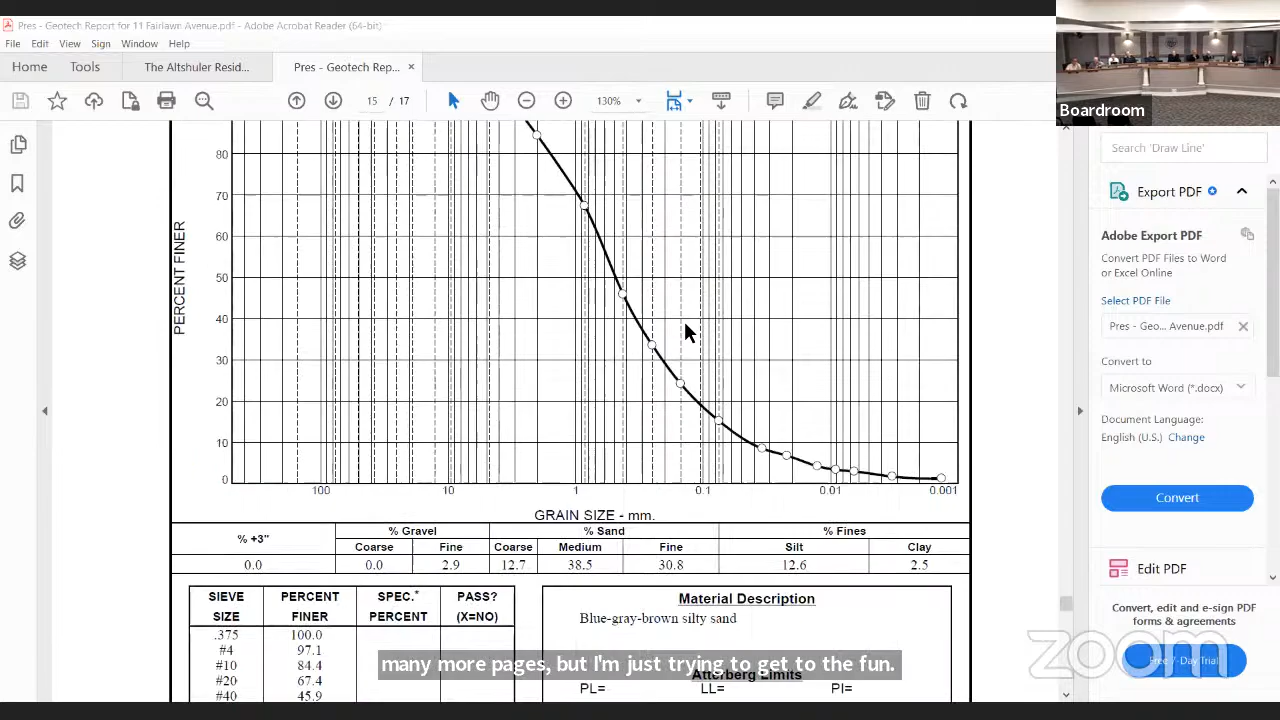 Pres - Geotech Report for 11 Fairlawn Avenue.pdf - Adobe Acrobat Reader (64-bit)
File Edit View Sign Window Help
Home Tools The Altshuler Resid... Pres - Geotech Rep... ×
15 / 17 130%
Boardroom
Search 'Draw Line'
Export PDF
Adobe Export PDF
Convert PDF Files to Word
or Excel Online
Select PDF File
Pres - Geo... Avenue.pdf
Convert to
Microsoft Word (*.docx)
Document Language:
English (U.S.) Change
Convert
Edit PDF
Create, edit and e-sign PDF
forms & agreements
Free 7-Day Trial
zoom
PERCENT FINER
80
70
60
50
40
30
20
10
0
100 10 1 0.1 0.01 0.001
GRAIN SIZE - mm.
% +3" % Gravel % Sand % Fines
Coarse Fine Coarse Medium Fine Silt Clay
0.0 0.0 2.9 12.7 38.5 30.8 12.6 2.5
SIEVE SIZE PERCENT FINER SPEC.* PERCENT PASS? (X=NO)
.375 100.0
#4 97.1
#10 84.4
#20 67.4
#40 45.9
Material Description
Blue-gray-brown silty sand
Atterberg Limits
PL= LL= PI=
many more pages, but I'm just trying to get to the fun.